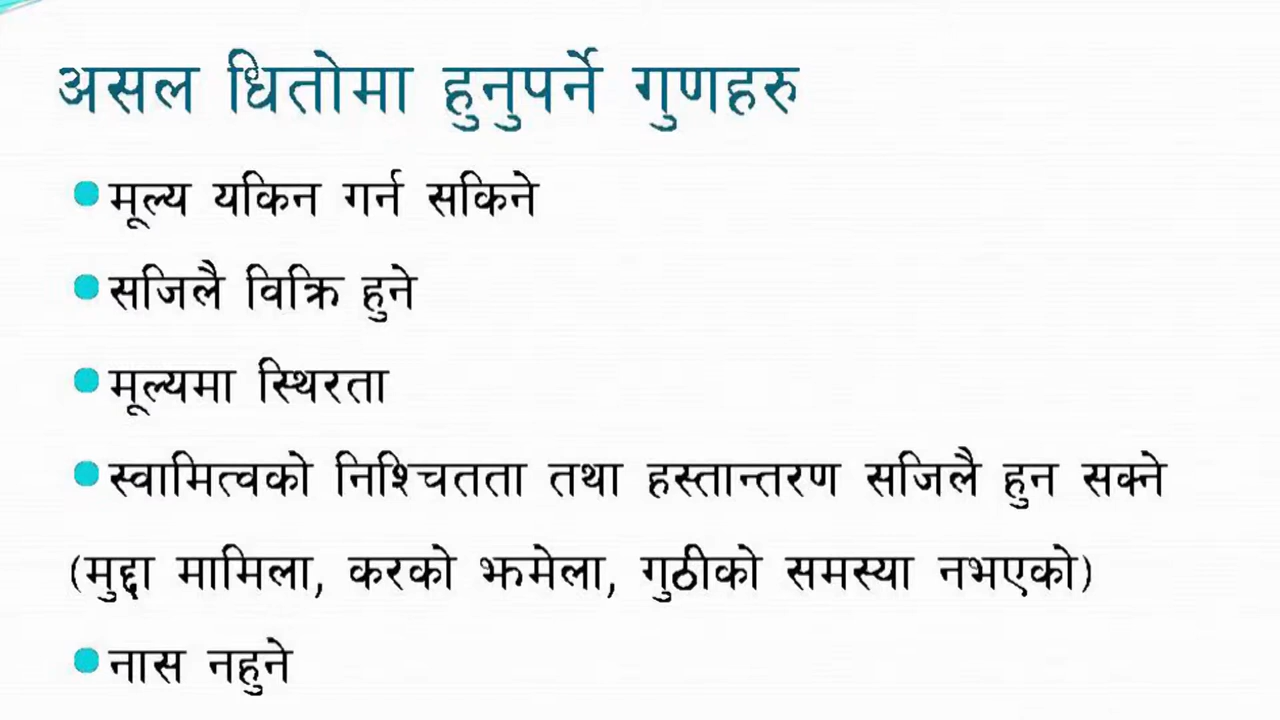 असल धितोमा हुनुपर्ने गुणहरु
मूल्य यकिन गर्न सकिने
सजिलै विक्रि हुने
मूल्यमा स्थिरता
स्वामित्वको निश्चितता तथा हस्तान्तरण सजिलै हुन सक्ने
(मुद्दा मामिला, करको झमेला, गुठीको समस्या नभएको)
नास नहुने